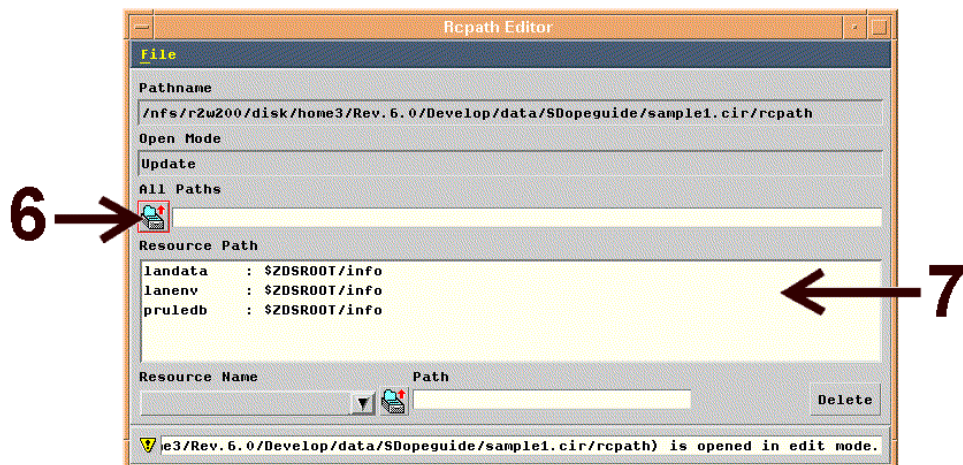 Rcpath Editor
File
Pathname
/nfs/r2w200/disk/home3/Rev.6.0/Develop/data/SDopeguide/sample1.cir/rcpath
Open Mode
Update
All Paths
6
Resource Path
landata : $ZDSROOT/info
lanenv : $ZDSROOT/info
pruledb : $ZDSROOT/info
7
Resource Name Path
Delete
e3/Rev.6.0/Develop/data/SDopeguide/sample1.cir/rcpath) is opened in edit mode.